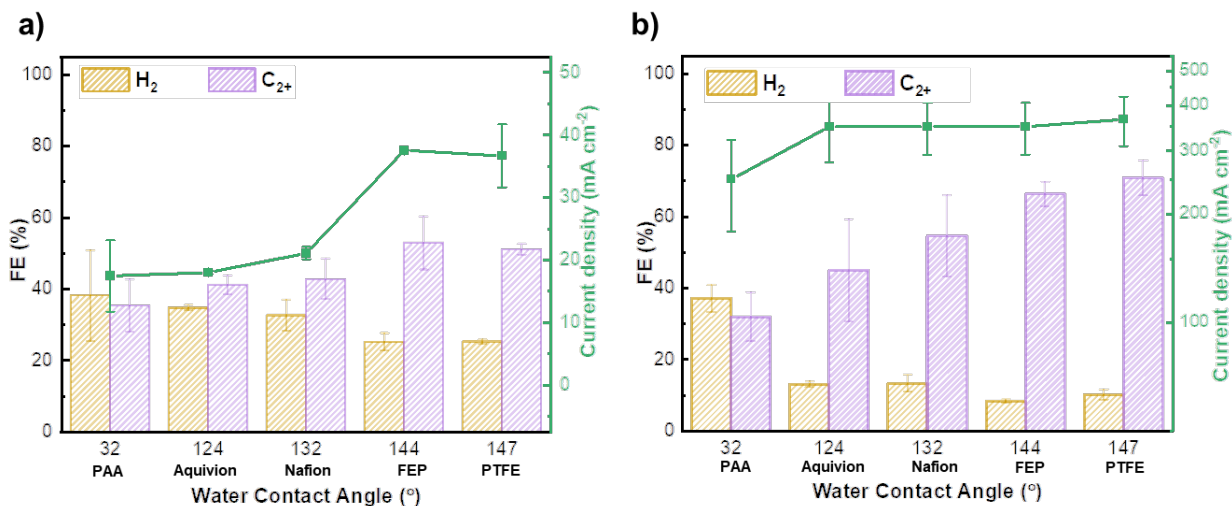 a)
H2
C2+
100
80
60
40
20
0
FE (%)
50
40
30
20
10
0
Current density (mA cm-2)
32
124
132
144
147
PAA
Aquivion
Nafion
FEP
PTFE
Water Contact Angle (°)
b)
H2
C2+
100
80
60
40
20
0
FE (%)
500
400
300
200
100
Current density (mA cm-2)
32
124
132
144
147
PAA
Aquivion
Nafion
FEP
PTFE
Water Contact Angle (°)